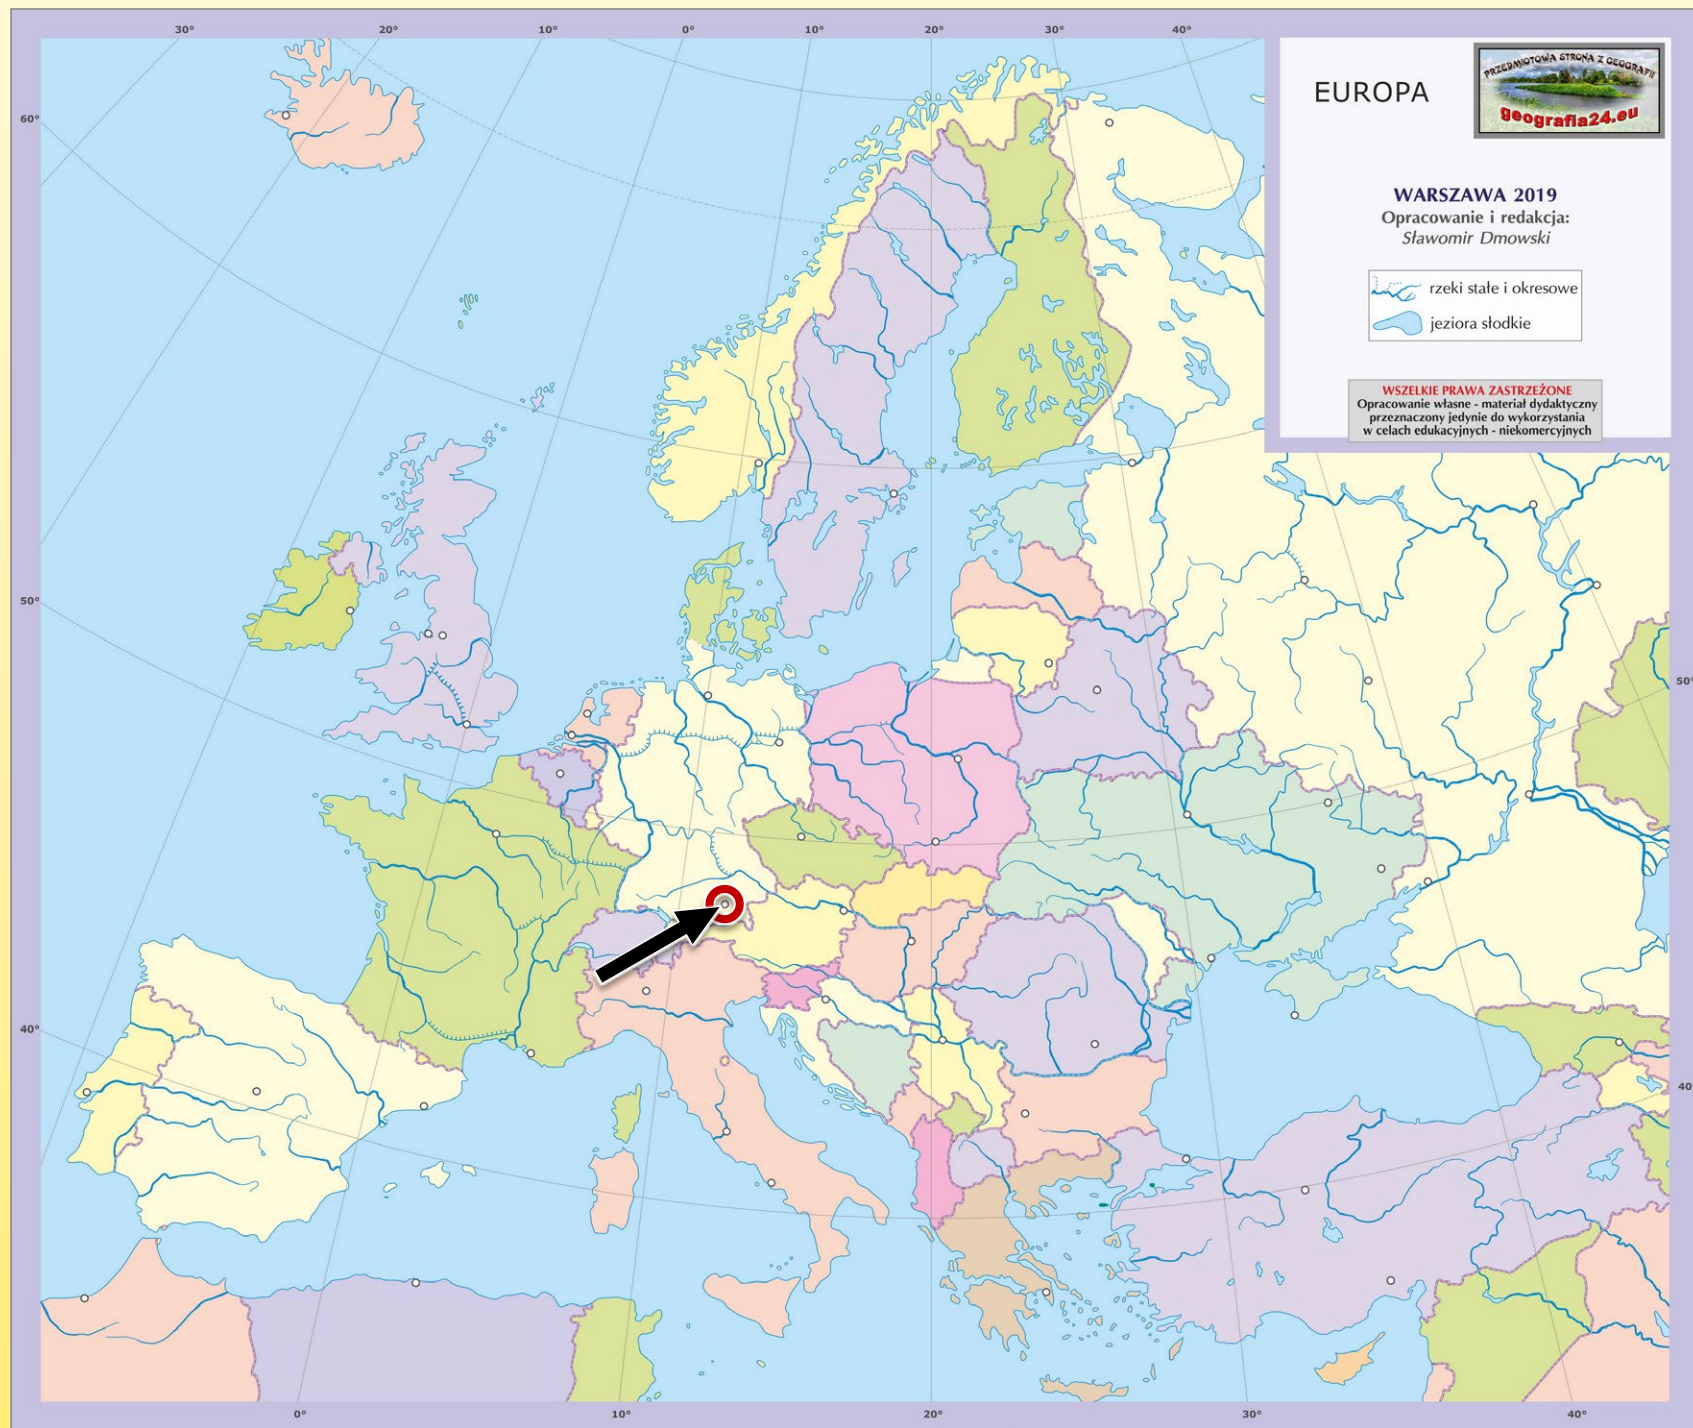 30°
20°
10°
0°
10°
20°
30°
40°
60°
50°
40°
50°
40°
0°
10°
20°
30°
40°
EUROPA
PRZEDMIOTOWA STRONA Z GEOGRAFII
geografia24.eu
WARSZAWA 2019
Opracowanie i redakcja:
Sławomir Dmowski
rzeki stałe i okresowe
jeziora słodkie
WSZELKIE PRAWA ZASTRZEŻONE
Opracowanie własne - materiał dydaktyczny
przeznaczony jedynie do wykorzystania
w celach edukacyjnych - niekomercyjnych